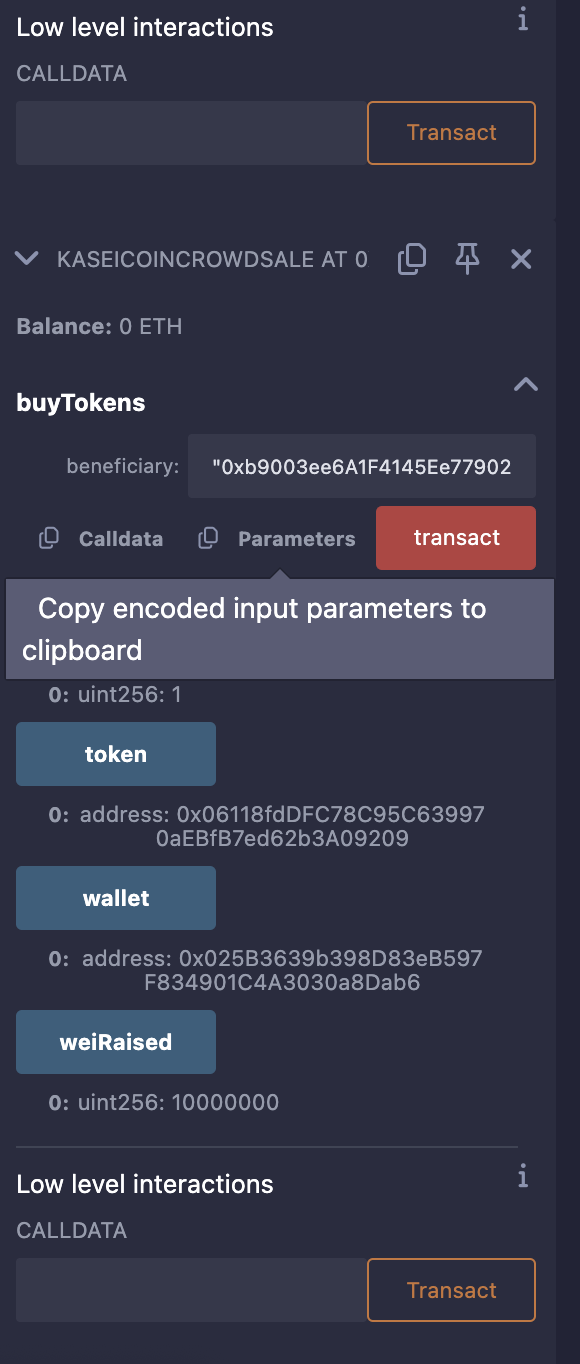 Low level interactions
i
CALLDATA
Transact
KASEICOINCROWDSALE AT 0
Balance: 0 ETH
buyTokens
beneficiary: "0xb9003ee6A1F4145Ee77902
Calldata Parameters transact
Copy encoded input parameters to
clipboard
0: uint256: 1
token
0: address: 0x06118fdDFC78C95C63997
0aEBfB7ed62b3A09209
wallet
0: address: 0x025B3639b398D83eB597
F834901C4A3030a8Dab6
weiRaised
0: uint256: 10000000
Low level interactions
i
CALLDATA
Transact